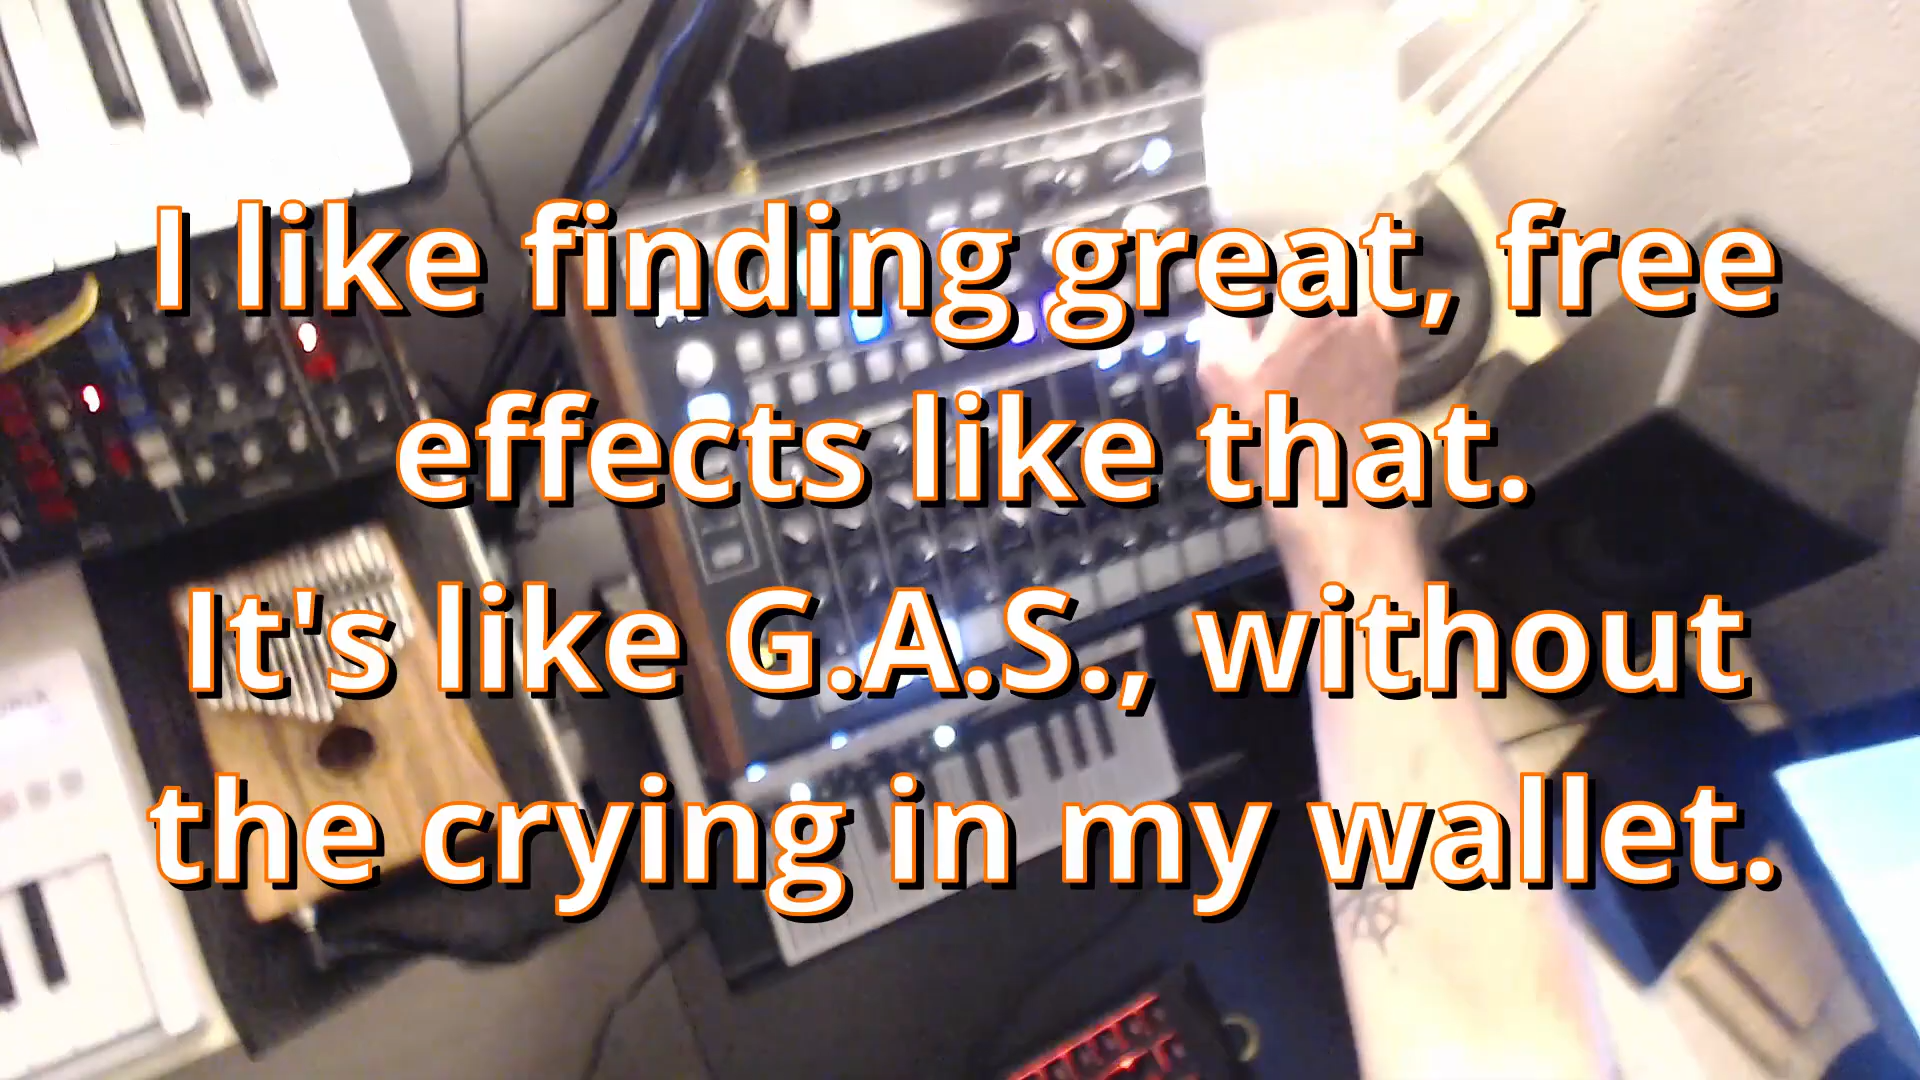 I like finding great, free
effects like that.
It's like G.A.S., without
the crying in my wallet.